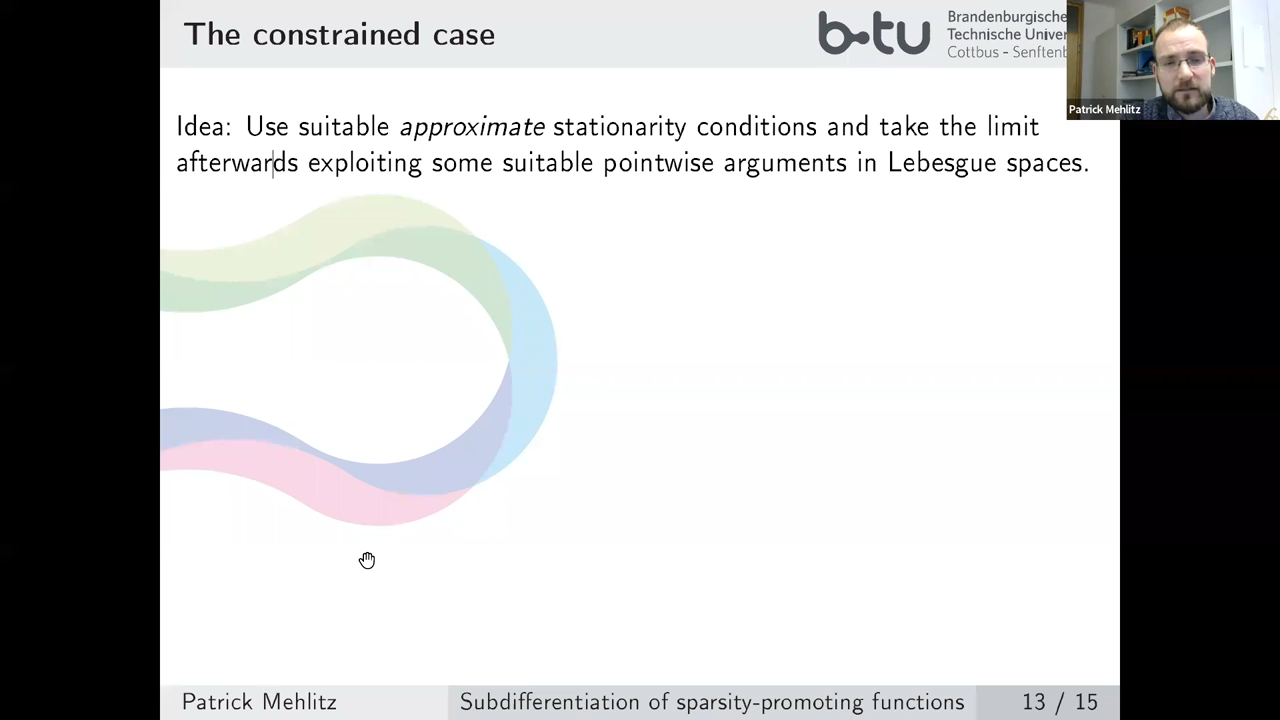 The constrained case
b-tu
Brandenburgische
Technische Univer
Cottbus - Senftenb
Patrick Mehlitz
Idea: Use suitable approximate stationarity conditions and take the limit
afterwards exploiting some suitable pointwise arguments in Lebesgue spaces.
Patrick Mehlitz
Subdifferentiation of sparsity-promoting functions
13 / 15